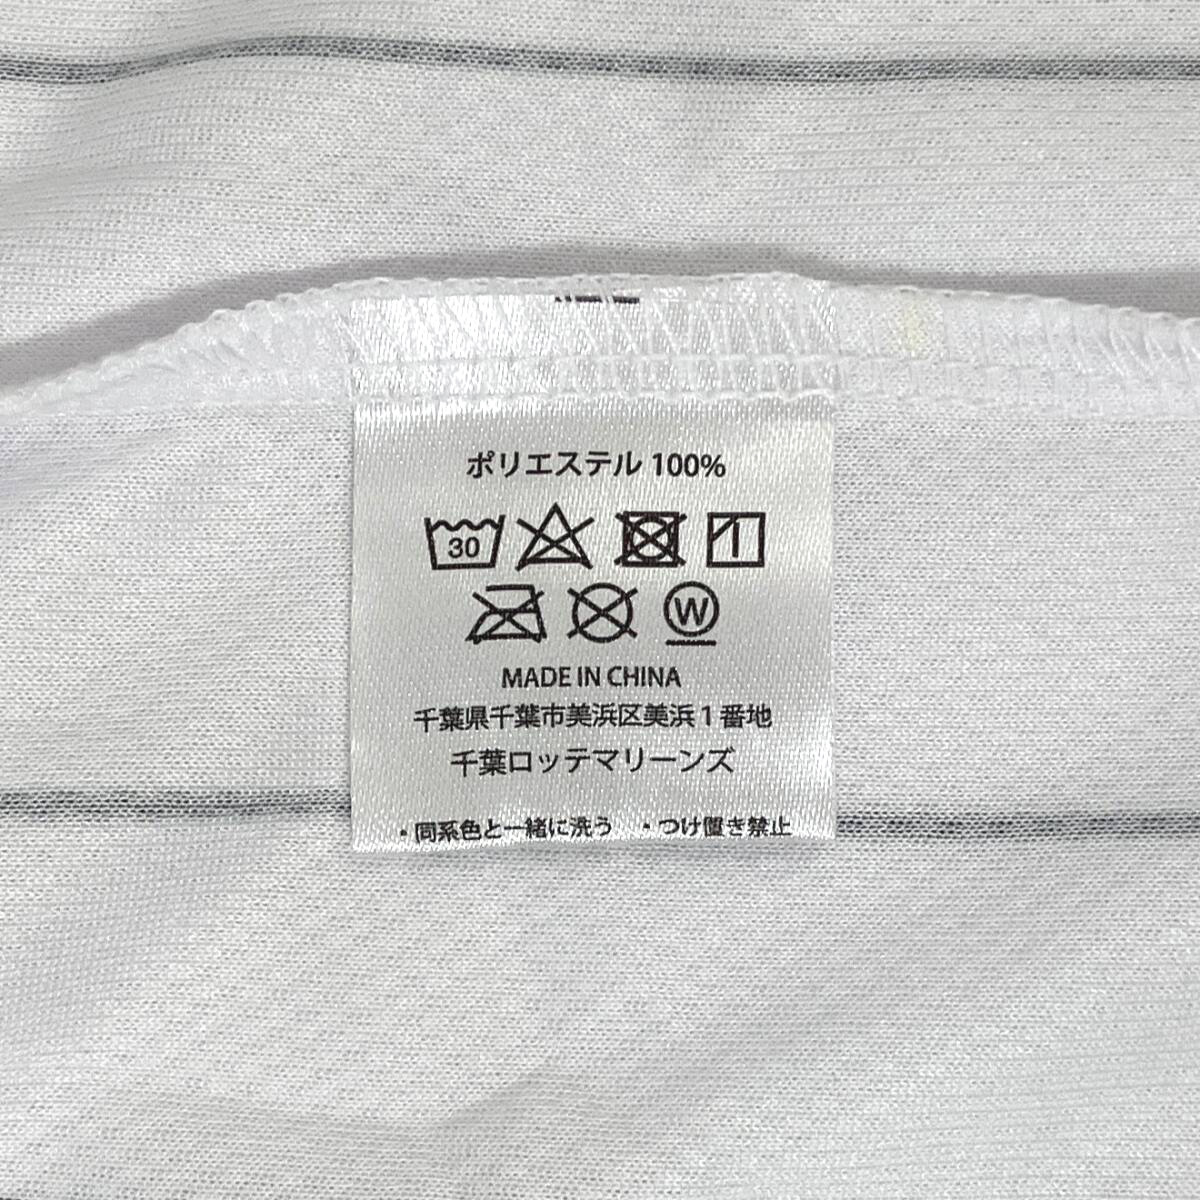 ポリエステル 100%
30
W
MADE IN CHINA
千葉県千葉市美浜区美浜1番地
千葉ロッテマリーンズ
・同系色と一緒に洗う ・つけ置き禁止